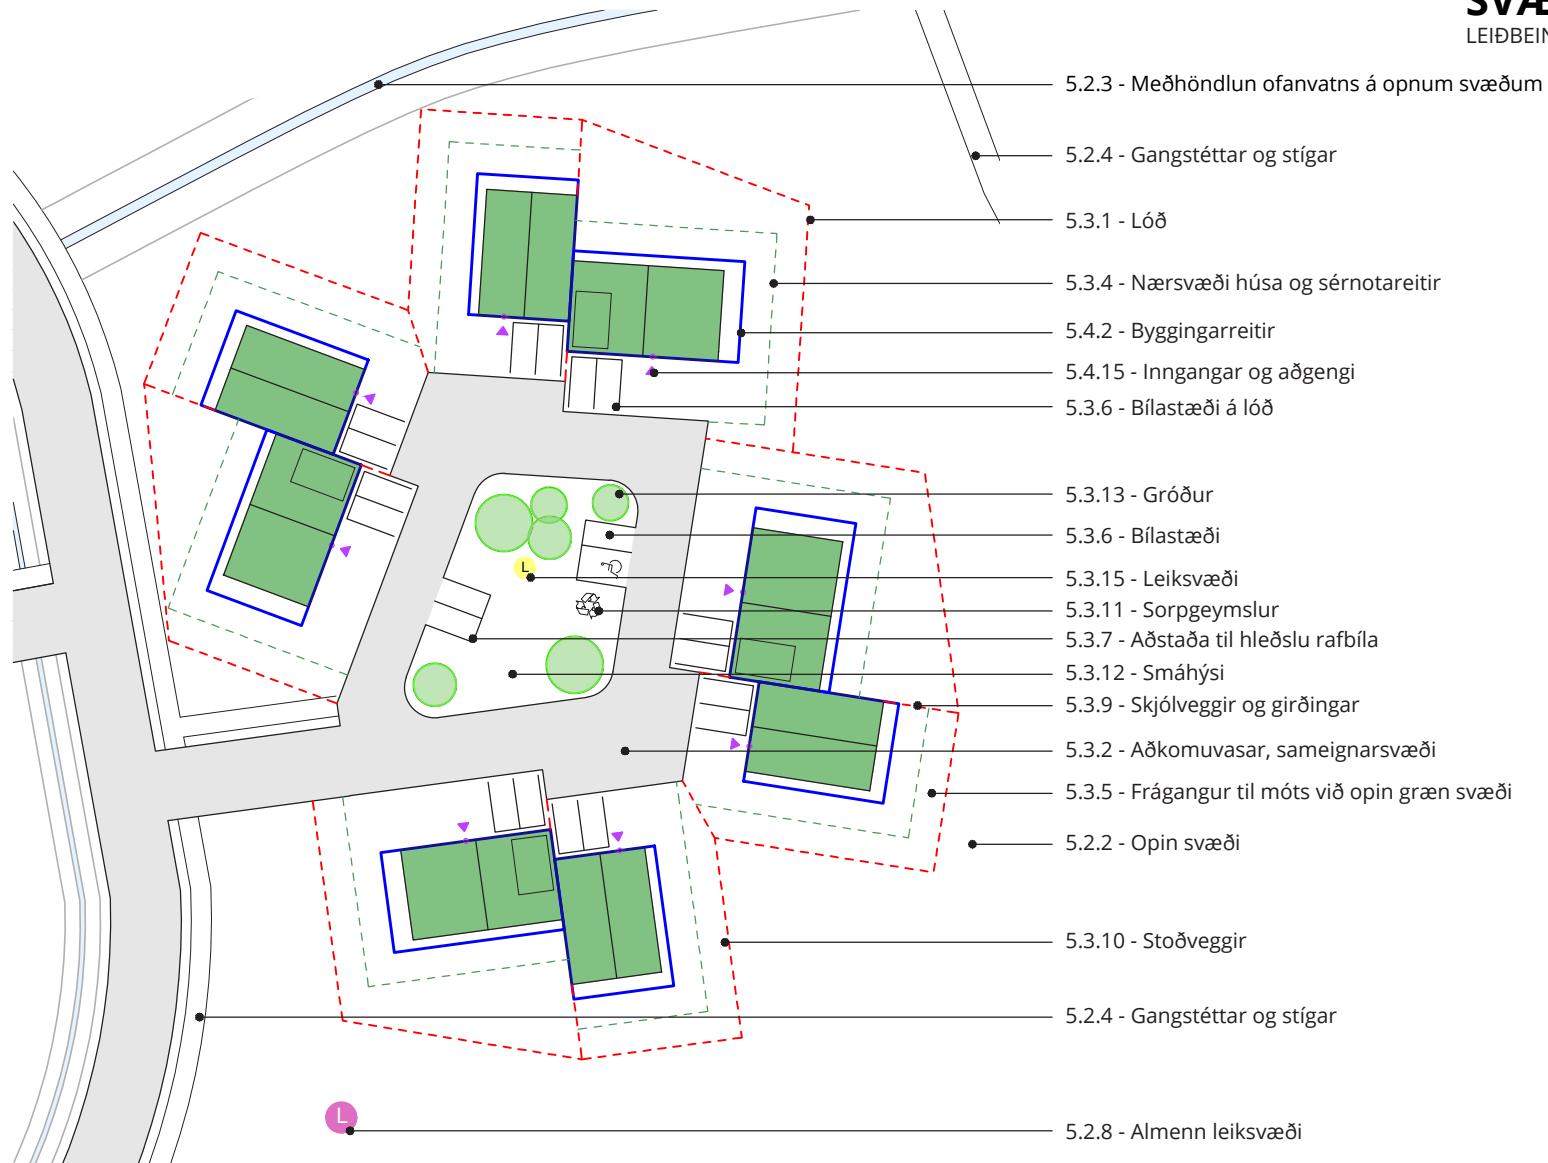 5.2.3 - Meðhöndlun ofanvatns á opnum svæðum
5.2.4 - Gangstéttar og stígar
5.3.1 - Lóð
5.3.4 - Nærsvæði húsa og sérnotareitir
5.4.2 - Byggingarreitir
5.4.15 - Inngangar og aðgengi
5.3.6 - Bílastæði á lóð
5.3.13 - Gróður
5.3.6 - Bílastæði
L
5.3.15 - Leiksvæði
5.3.11 - Sorpgeymslur
5.3.7 - Aðstaða til hleðslu rafbíla
5.3.12 - Smáhýsi
5.3.9 - Skjólveggir og girðingar
5.3.2 - Aðkomuvasar, sameignarsvæði
5.3.5 - Frágangur til móts við opin græn svæði
5.2.2 - Opin svæði
5.3.10 - Stoðveggir
5.2.4 - Gangstéttar og stígar
L
5.2.8 - Almenn leiksvæði